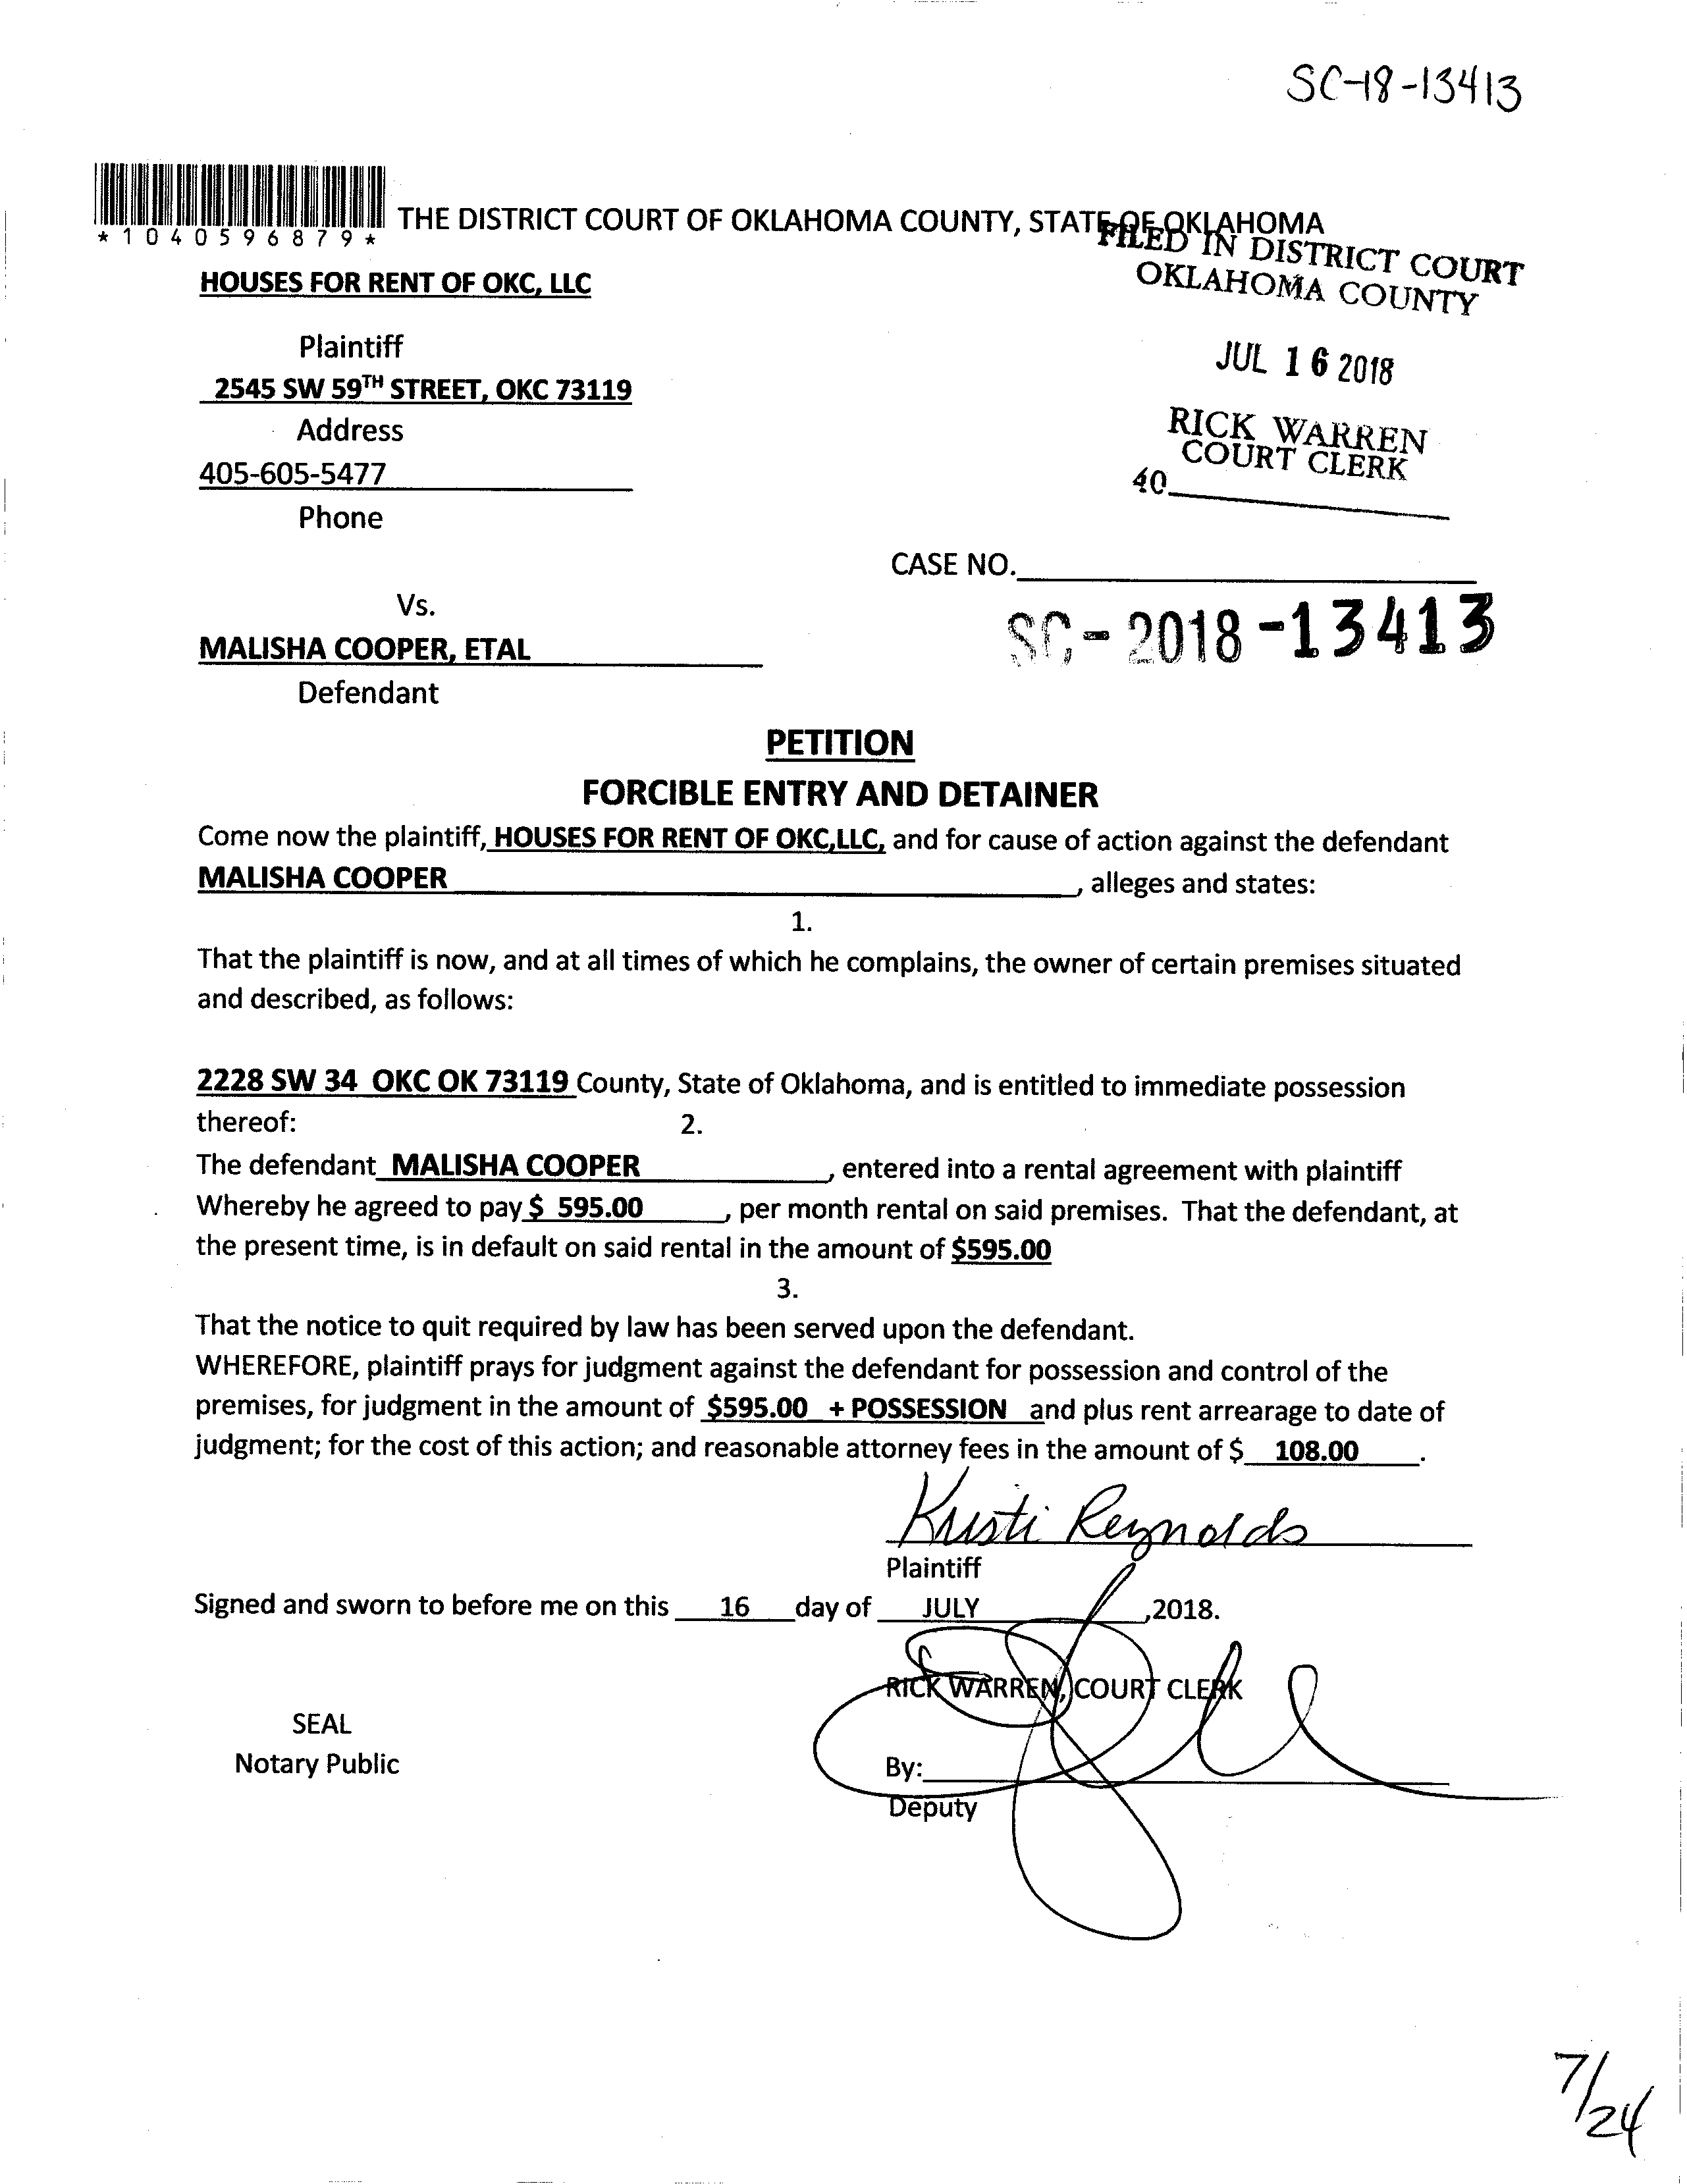 SC-18-13413
*1040596879*
THE DISTRICT COURT OF OKLAHOMA COUNTY, STATE OF OKLAHOMA
FILED IN DISTRICT COURT
OKLAHOMA COUNTY
HOUSES FOR RENT OF OKC, LLC
Plaintiff
JUL 16 2018
2545 SW 59TH STREET, OKC 73119
Address
RICK WARREN
COURT CLERK
405-605-5477
40
Phone
CASE NO.
Vs.
SC-2018-13413
MALISHA COOPER, ETAL
Defendant
PETITION
FORCIBLE ENTRY AND DETAINER
Come now the plaintiff, HOUSES FOR RENT OF OKC,LLC, and for cause of action against the defendant
MALISHA COOPER, alleges and states:
1.
That the plaintiff is now, and at all times of which he complains, the owner of certain premises situated
and described, as follows:
2228 SW 34 OKC OK 73119 County, State of Oklahoma, and is entitled to immediate possession
thereof: 2.
The defendant MALISHA COOPER, entered into a rental agreement with plaintiff
Whereby he agreed to pay $ 595.00, per month rental on said premises. That the defendant, at
the present time, is in default on said rental in the amount of $595.00
3.
That the notice to quit required by law has been served upon the defendant.
WHEREFORE, plaintiff prays for judgment against the defendant for possession and control of the
premises, for judgment in the amount of $595.00 + POSSESSION and plus rent arrearage to date of
judgment; for the cost of this action; and reasonable attorney fees in the amount of $ 108.00.
Kristi Reynolds
Plaintiff
Signed and sworn to before me on this 16 day of JULY,2018.
RICK WARREN, COURT CLERK
SEAL
Notary Public
By:
Deputy
7/24